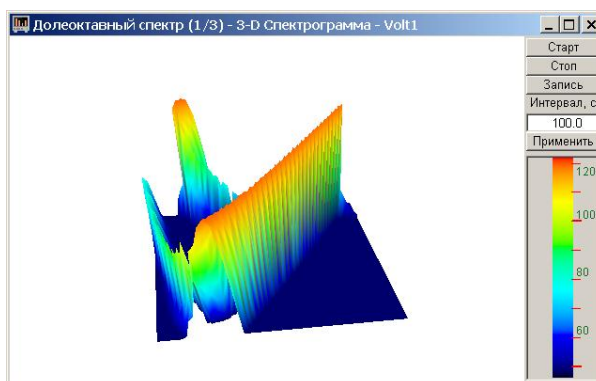 Долеоктавный спектр (1/3) - 3-D Спектрограмма - Volt1
Старт
Стоп
Запись
Интервал, с
100.0
Применить
120
100
80
60